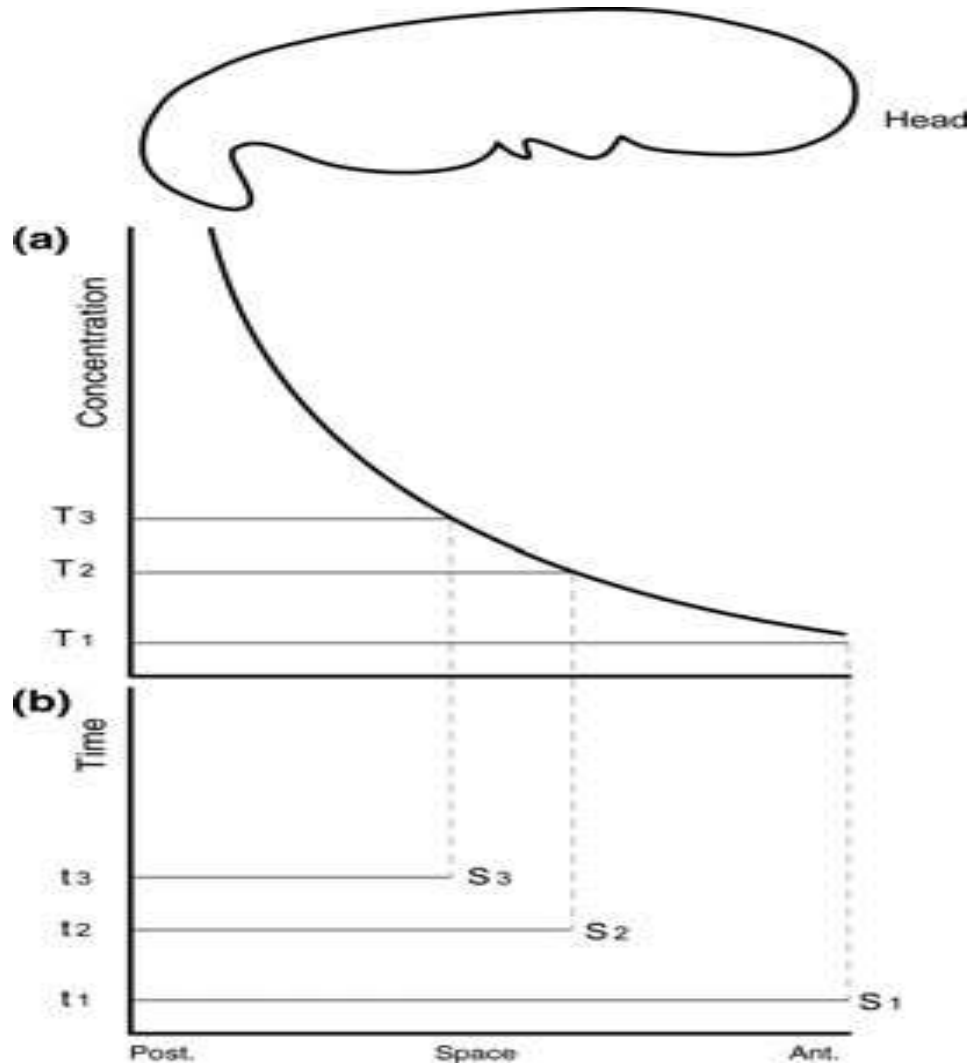 Head
(a)
Concentration
T3
T2
T1
(b)
Time
t3 S3
t2 S2
t1 S1
Post. Space Ant.